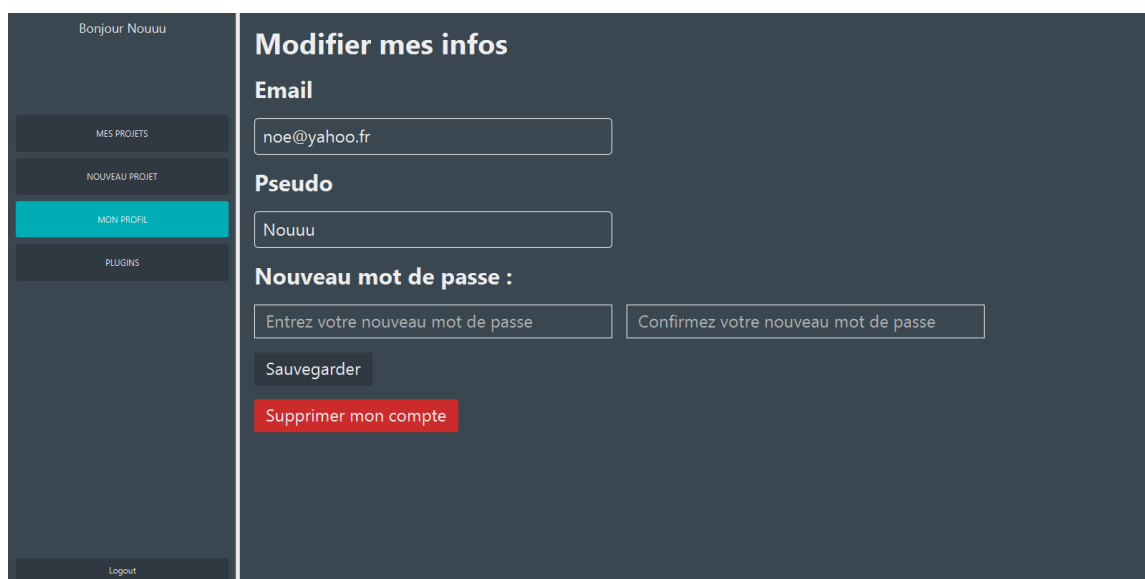 Bonjour Nouuu
MES PROJETS
NOUVEAU PROJET
MON PROFIL
PLUGINS
Logout
Modifier mes infos
Email
noe@yahoo.fr
Pseudo
Nouuu
Nouveau mot de passe :
Entrez votre nouveau mot de passe
Confirmez votre nouveau mot de passe
Sauvegarder
Supprimer mon compte